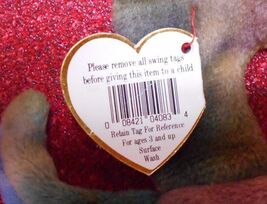 Please remove all swing tags
before giving this item to a child
0 08421 04083 4
Retain Tag For Reference
For ages 3 and up
Surface
Wash